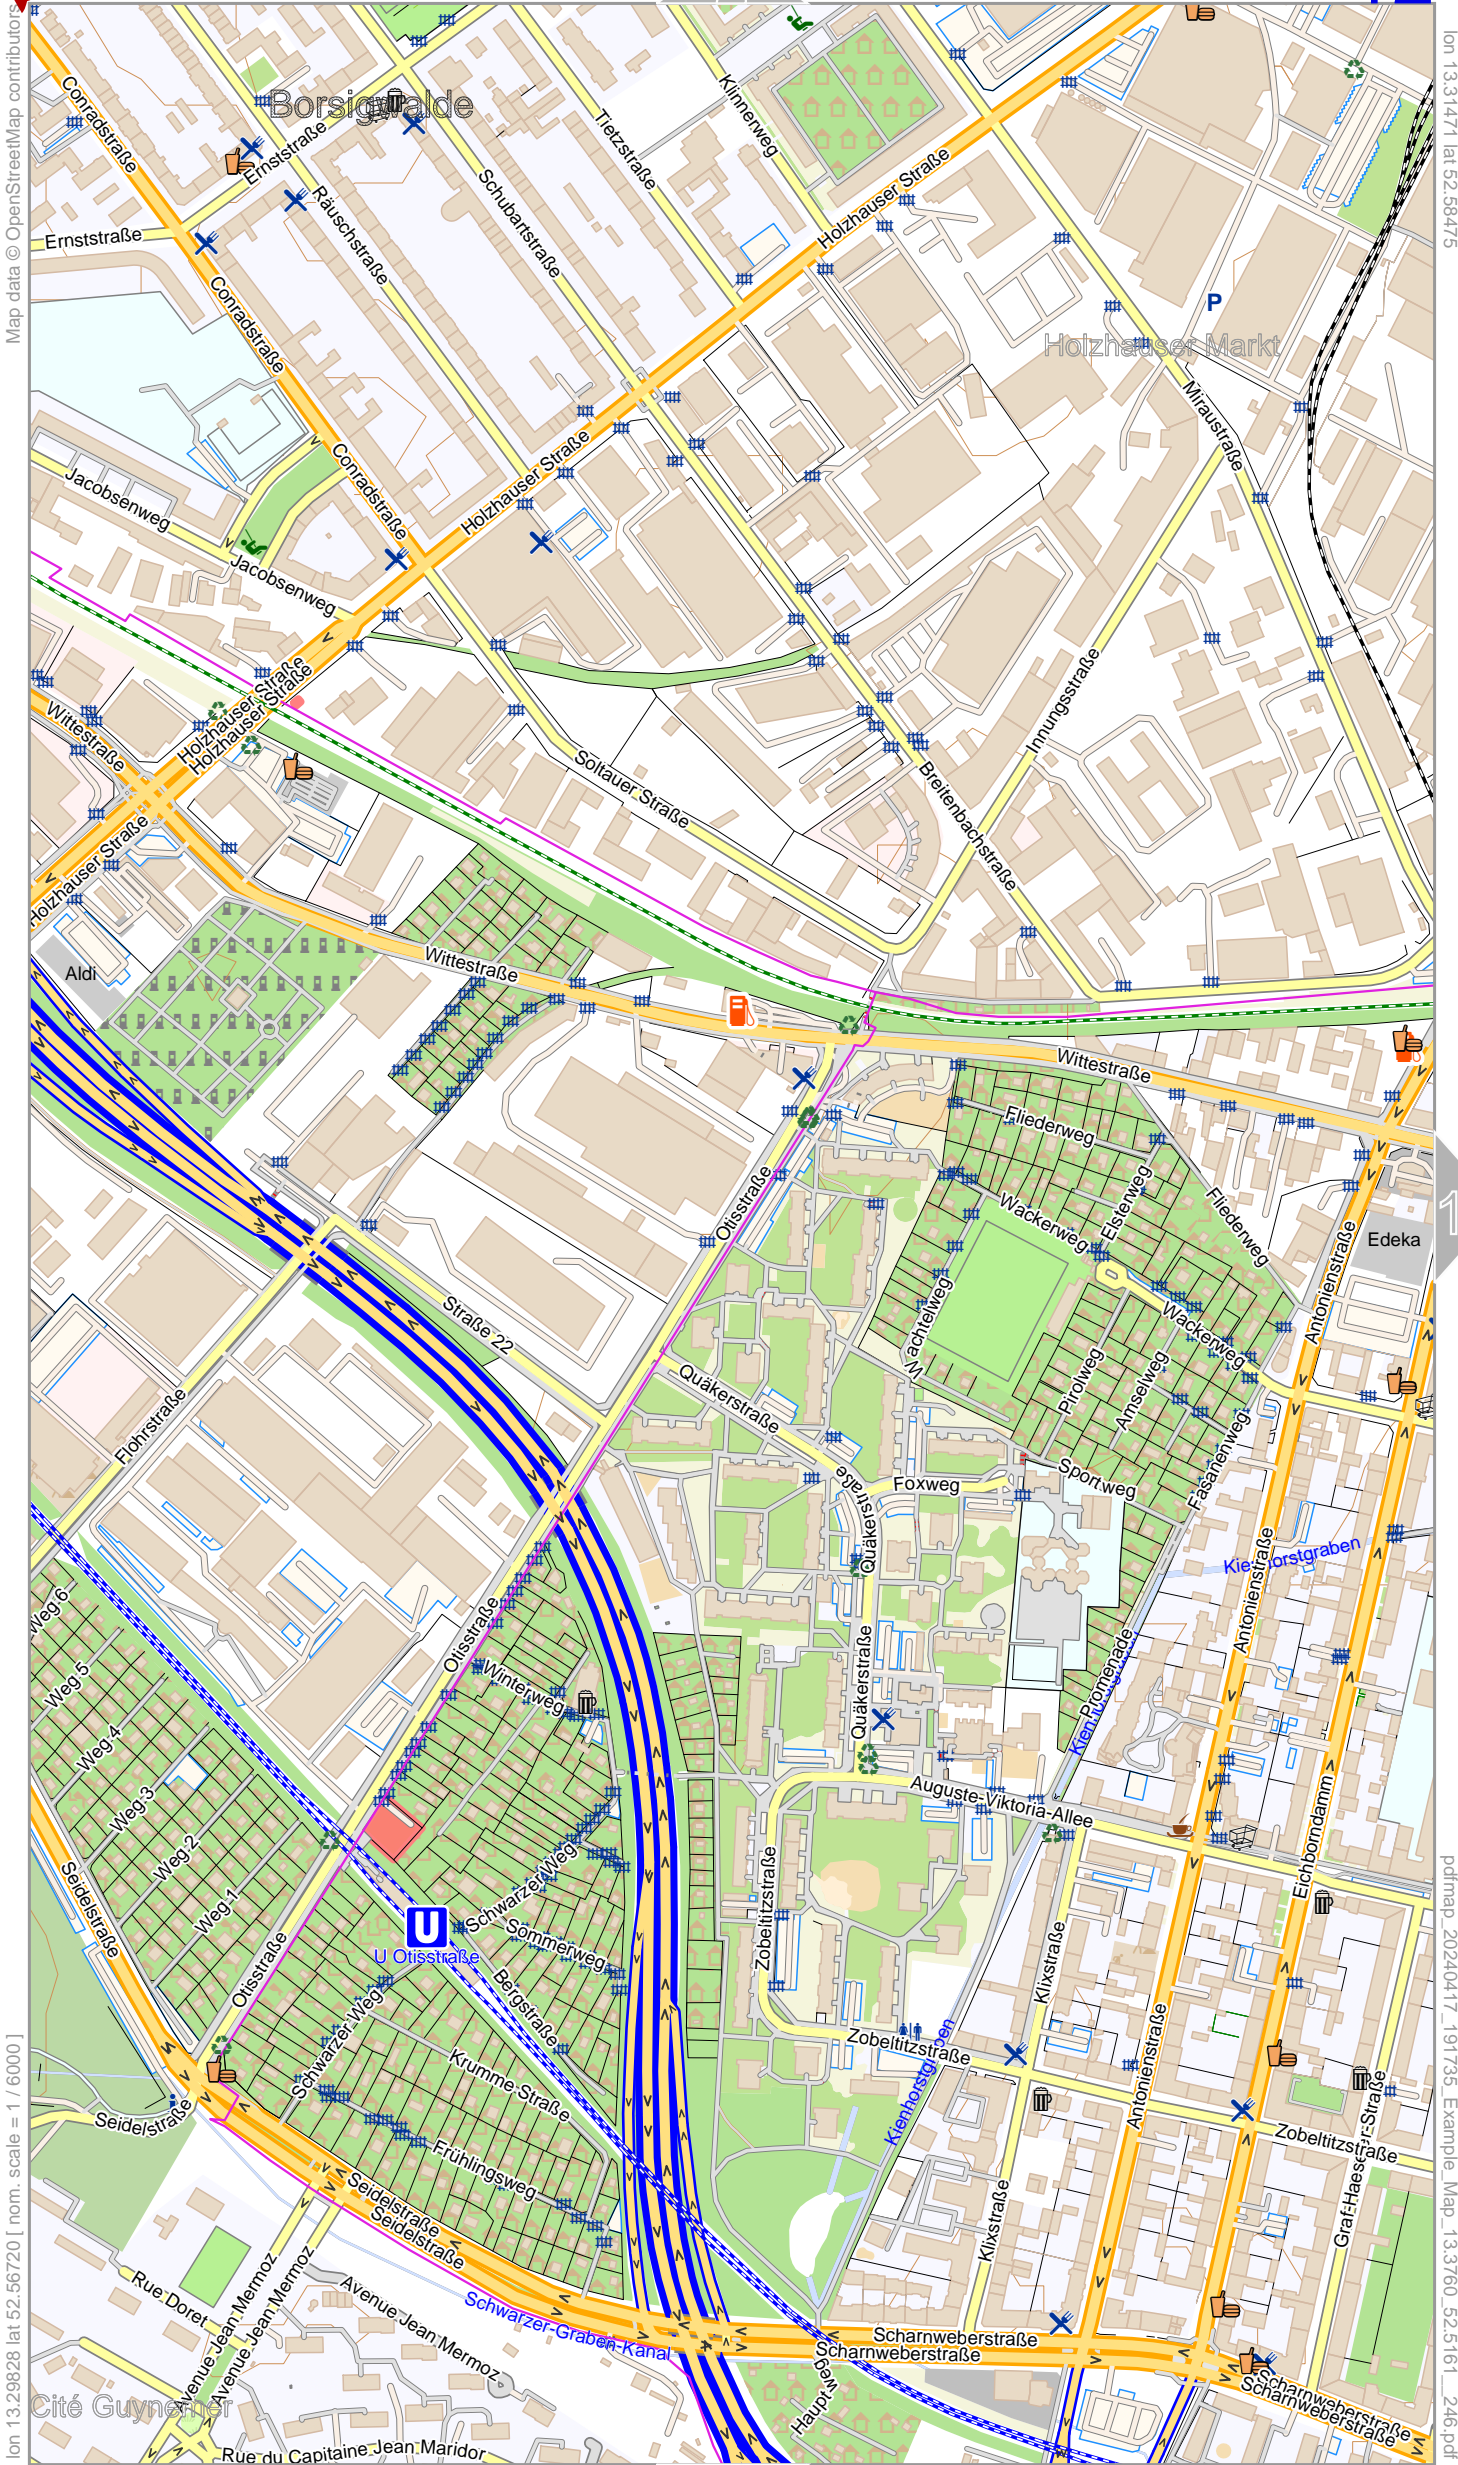 Map data © OpenStreetMap contributors
lon 13.31471 lat 52.58475
Conradstraße
Borsigwalde
Ernststraße
Klinnerweg
Tietzstraße
Räuschstraße
Schubartstraße
Holzhauser Straße
Ernststraße
Conradstraße
P
Holzhauser Markt
Miraustraße
Conradstraße
Holzhauser Straße
Jacobsenweg
Jacobsenweg
Innungsstraße
Holzhauser Straße
Holzhauser Straße
Wittestraße
Soltauer Straße
Breitenbachstraße
Holzhauser Straße
Aldi
Wittestraße
Wittestraße
Fliederweg
Otisstraße
Wackerweg
Elsterweg
Fliederweg
Edeka
1
Antonienstraße
Straße 22
Wachtelweg
Wackerweg
Quäkerstraße
Pirolweg
Amselweg
Flohrstraße
Fasanenweg
Sportweg
Foxweg
Quäkerstraße
Kienhorstgraben
Antonienstraße
Weg 6
Otisstraße
Winterweg
Weg 5
Weg 4
Weg 3
Weg 2
Weg 1
Quäkerstraße
Promenade
Kienhorstgraben
Auguste-Viktoria-Allee
Eichborndamm
Seidelstraße
Schwarzer Weg
Sommerweg
Zobeltitzstraße
U
U Otisstraße
Otisstraße
Bergstraße
Klixstraße
Schwarzer Weg
Krumme Straße
Zobeltitzstraße
Kienhorstgraben
Antonienstraße
Seidelstraße
Frühlingsweg
Zobeltitzstraße
Graf-Haeseler-Straße
Seidelstraße
Seidelstraße
Klixstraße
Rue Doret
Avenue Jean Mermoz
Avenue Jean Mermoz
Avenue Jean Mermoz
Schwarzer-Graben-Kanal
Scharnweberstraße
Scharnweberstraße
Hauptweg
Scharnweberstraße
Scharnweberstraße
Cité Guynemer
Rue du Capitaine Jean Maridor
lon 13.29828 lat 52.56720 [ nom. scale = 1 / 6000 ]
pdfmap_20240417_191735_Example_Map_13.3760_52.5161__246.pdf